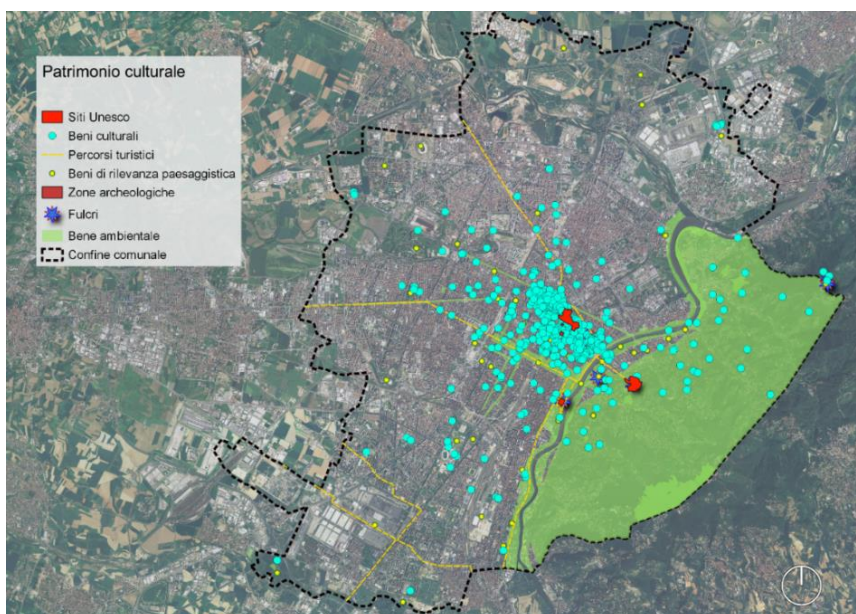 Patrimonio culturale
Siti Unesco
Beni culturali
Percorsi turistici
Beni di rilevanza paesaggistica
Zone archeologiche
Fulcri
Bene ambientale
Confine comunale